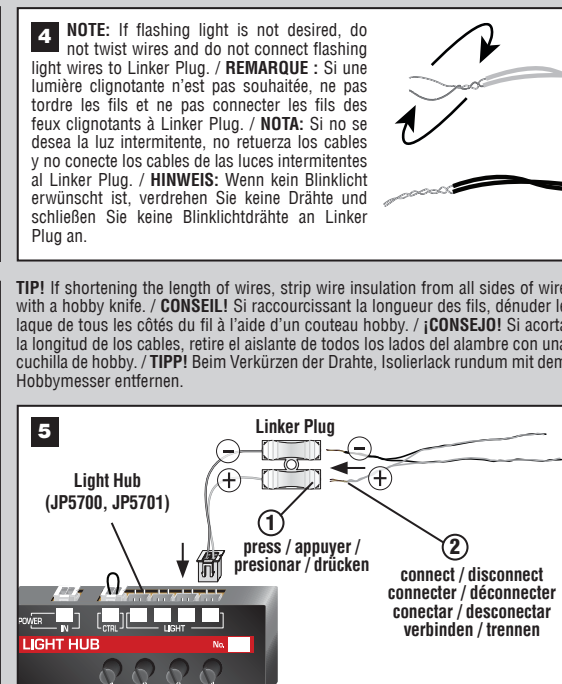 4 NOTE: If flashing light is not desired, do
not twist wires and do not connect flashing
light wires to Linker Plug. / REMARQUE : Si une
lumière clignotante n'est pas souhaitée, ne pas
tordre les fils et ne pas connecter les fils des
feux clignotants à Linker Plug. / NOTA: Si no se
desea la luz intermitente, no retuerza los cables
y no conecte los cables de las luces intermitentes
al Linker Plug. / HINWEIS: Wenn kein Blinklicht
erwünscht ist, verdrehen Sie keine Drähte und
schließen Sie keine Blinklichtdrähte an Linker
Plug an.
TIP! If shortening the length of wires, strip wire insulation from all sides of wire
with a hobby knife. / CONSEIL! Si raccourcissant la longueur des fils, dénuder le
laque de tous les côtés du fil à l'aide d'un couteau hobby. / ¡CONSEJO! Si acorta
la longitud de los cables, retire el aislante de todos los lados del alambre con una
cuchilla de hobby. / TIPP! Beim Verkürzen der Drahte, Isolierlack rundum mit dem
Hobbymesser entfernen.
5
Linker Plug
− −
+ +
Light Hub
(JP5700, JP5701)
1
press / appuyer /
presionar / drücken
2
connect / disconnect
connecter / déconnecter
conectar / desconectar
verbinden / trennen
POWER IN CTRL LIGHT
LIGHT HUB No.
1 2 3 4